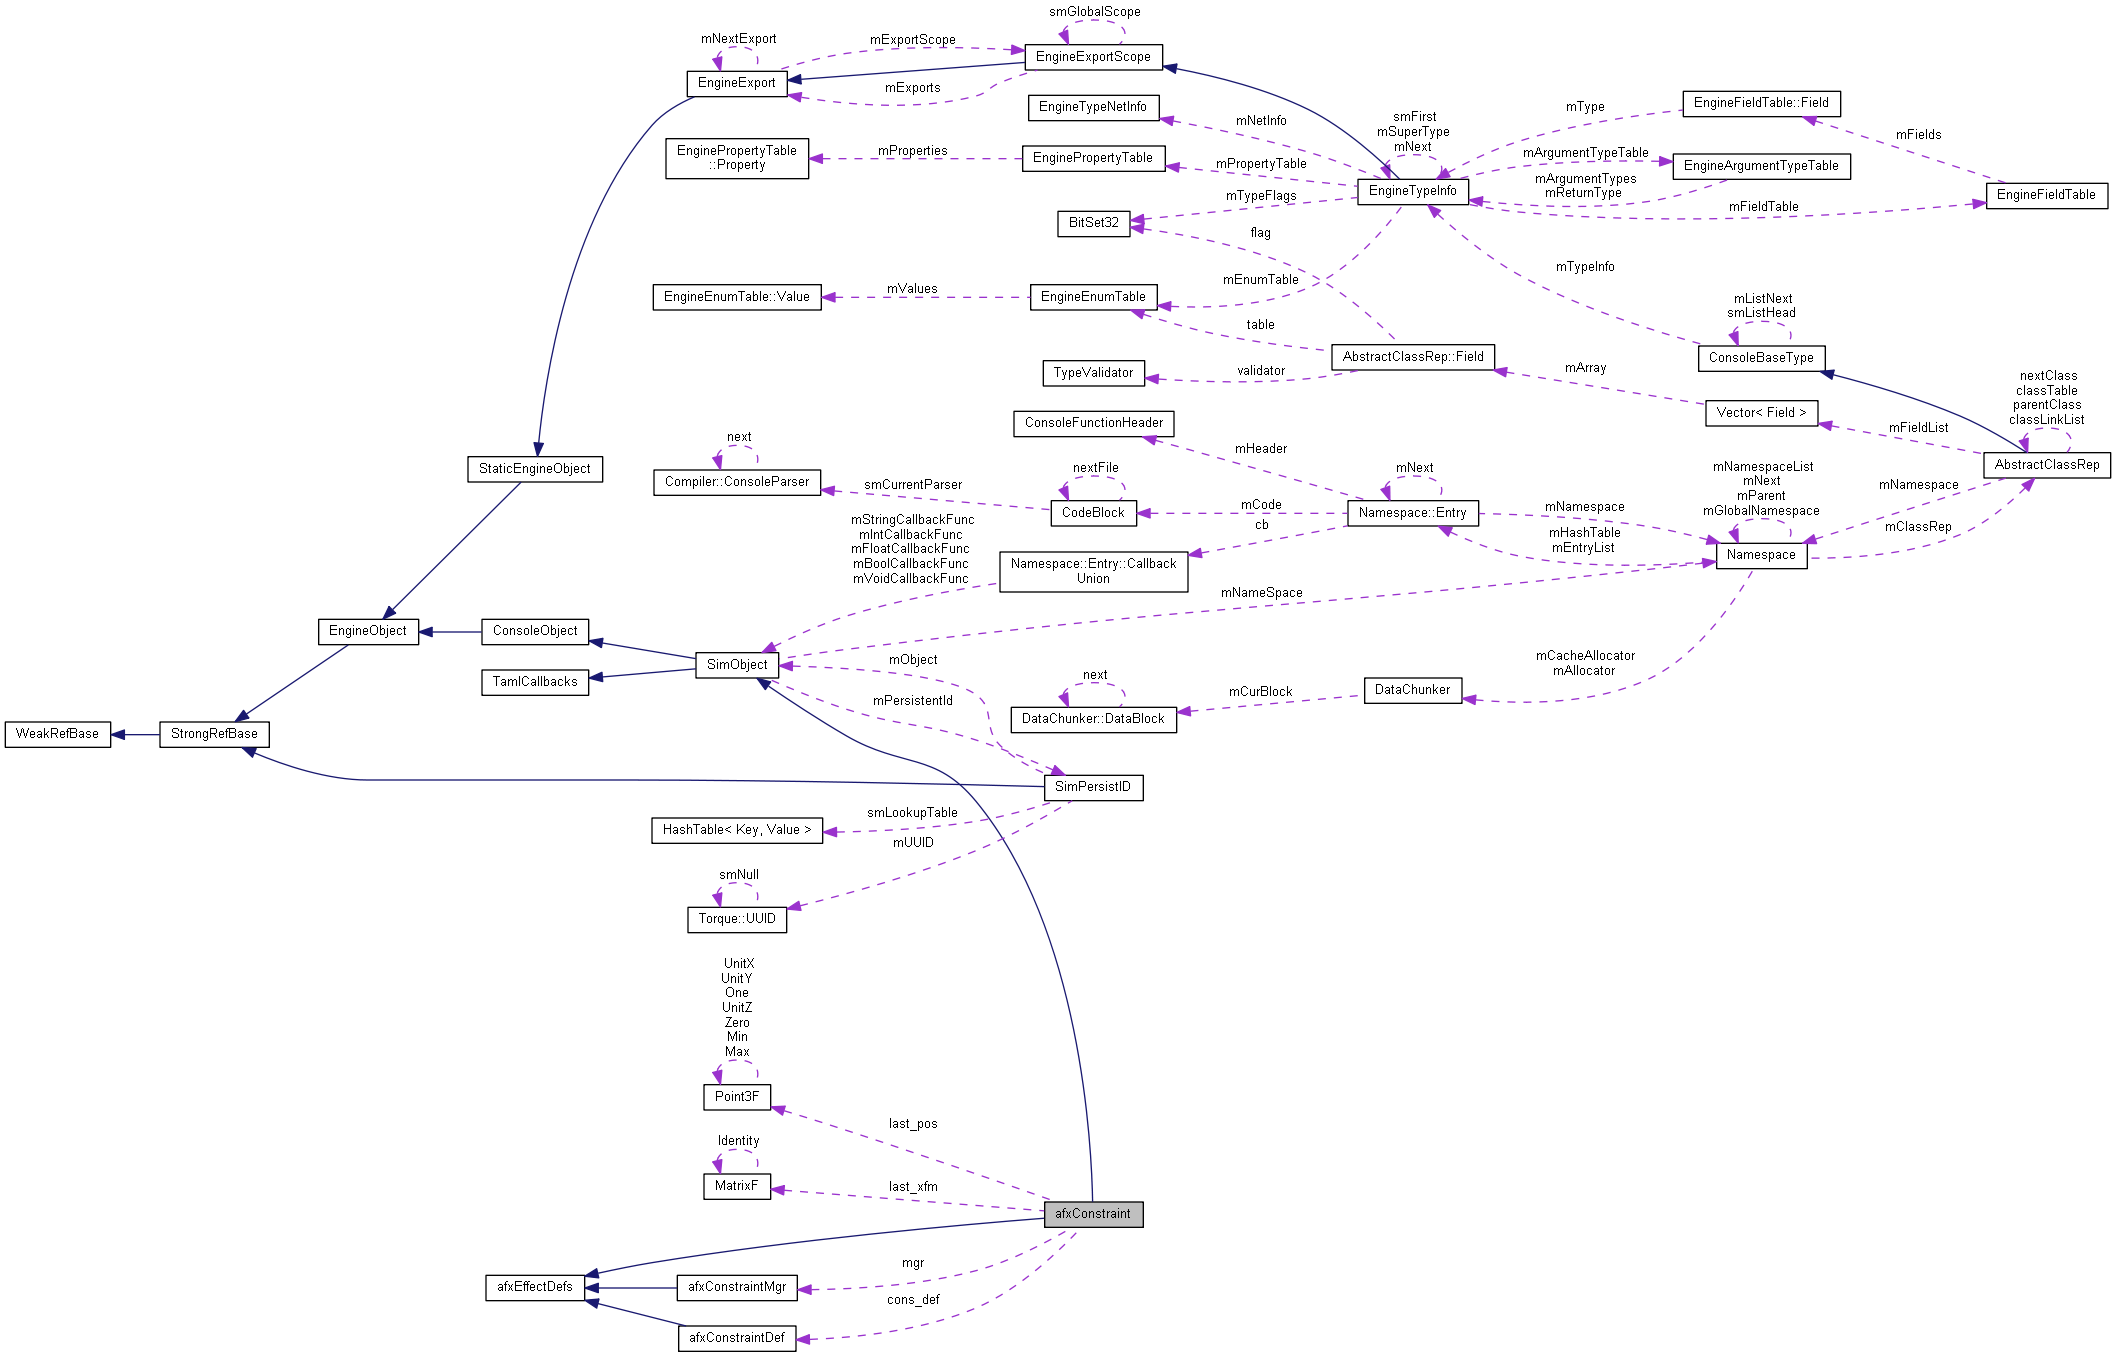 smGlobalScope
mNextExport
mExportScope
EngineExportScope
EngineExport
mExports
EngineTypeNetInfo
mNetInfo
smFirst
mSuperType
mNext
mType
EngineFieldTable::Field
mFields
EnginePropertyTable
::Property
mProperties
EnginePropertyTable
mPropertyTable
mArgumentTypeTable
EngineArgumentTypeTable
mArgumentTypes
mReturnType
EngineTypeInfo
EngineFieldTable
mTypeFlags
mFieldTable
BitSet32
flag
mTypeInfo
mEnumTable
EngineEnumTable::Value
mValues
EngineEnumTable
mListNext
smListHead
table
AbstractClassRep::Field
ConsoleBaseType
TypeValidator
validator
mArray
nextClass
classTable
parentClass
classLinkList
Vector< Field >
mFieldList
ConsoleFunctionHeader
mHeader
next
StaticEngineObject
Compiler::ConsoleParser
smCurrentParser
nextFile
mNext
mNamespaceList
mNext
mParent
mGlobalNamespace
AbstractClassRep
mNamespace
CodeBlock
mCode
cb
Namespace::Entry
mNamespace
mClassRep
mStringCallbackFunc
mIntCallbackFunc
mFloatCallbackFunc
mBoolCallbackFunc
mVoidCallbackFunc
mHashTable
mEntryList
Namespace
Namespace::Entry::Callback
Union
mNameSpace
EngineObject
ConsoleObject
SimObject
mObject
mCacheAllocator
mAllocator
TamlCallbacks
mPersistentId
next
mCurBlock
DataChunker
DataChunker::DataBlock
WeakRefBase
StrongRefBase
SimPersistID
smLookupTable
HashTable< Key, Value >
mUUID
smNull
Torque::UUID
UnitX
UnitY
One
UnitZ
Zero
Min
Max
Point3F
last_pos
Identity
MatrixF
last_xfm
afxConstraint
mgr
afxEffectDefs
afxConstraintMgr
cons_def
afxConstraintDef